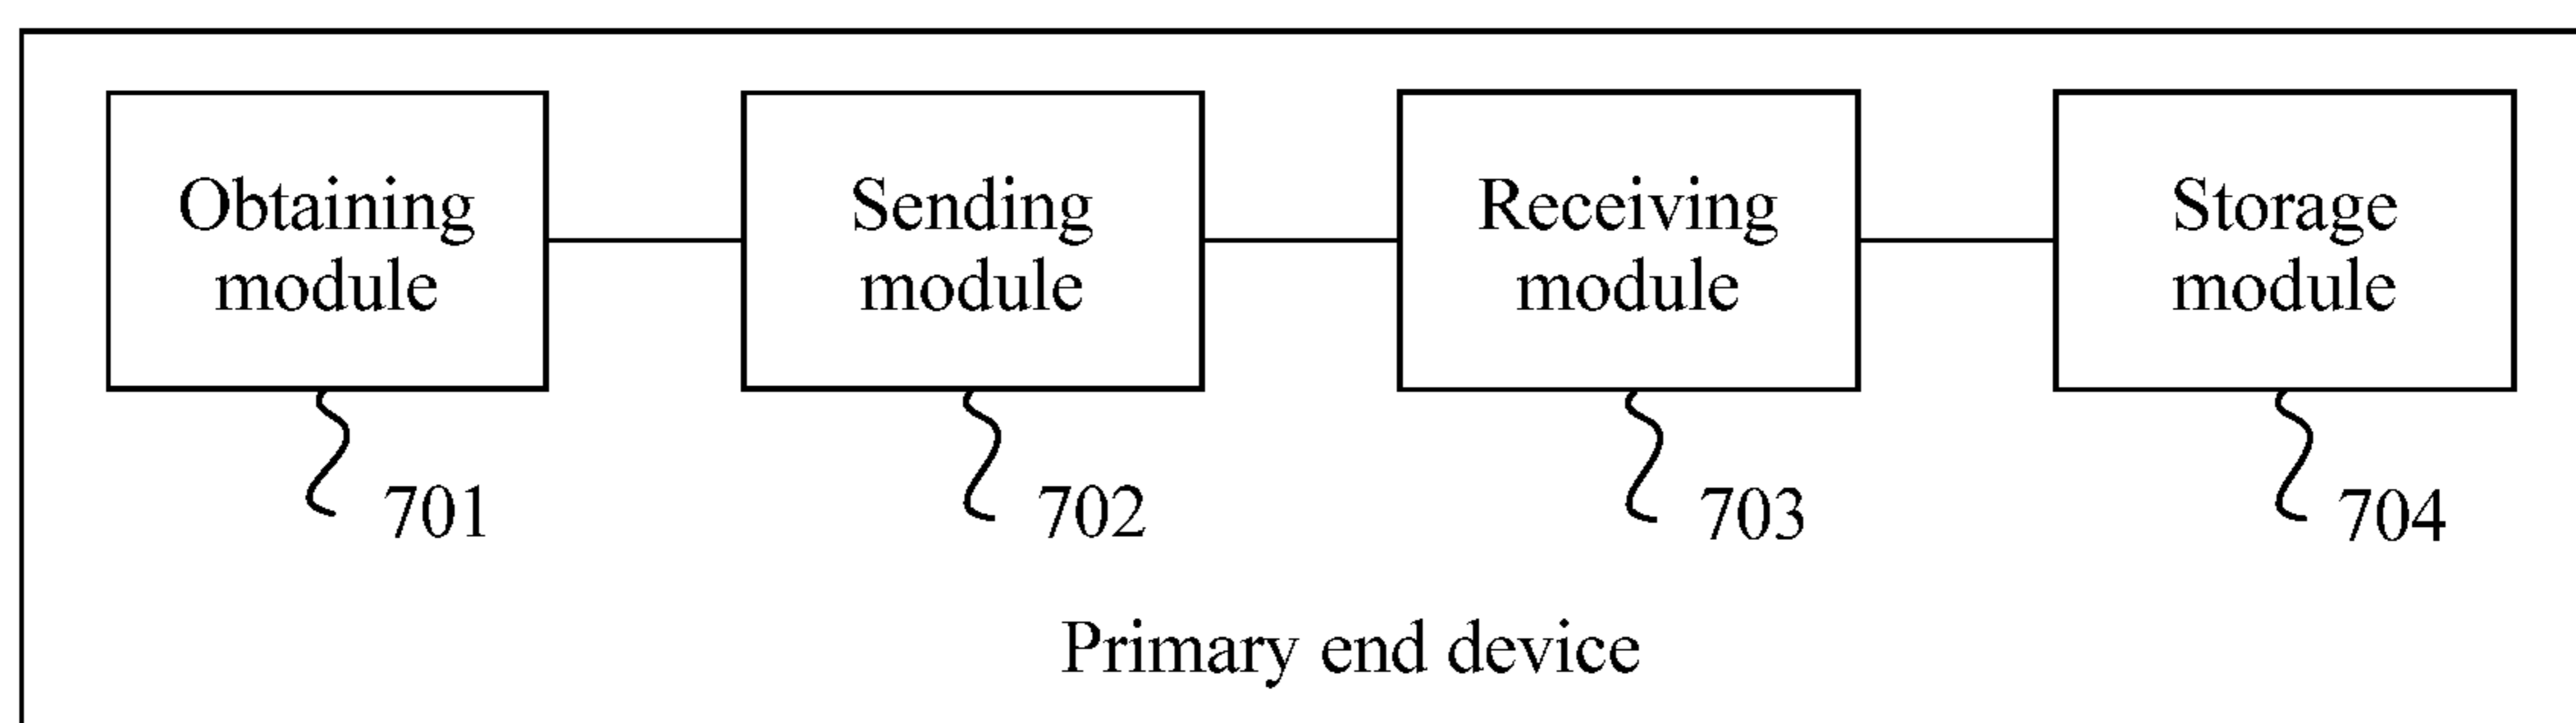 Obtaining
module
Sending
module
Receiving
module
Storage
module
701
702
703
704
Primary end device